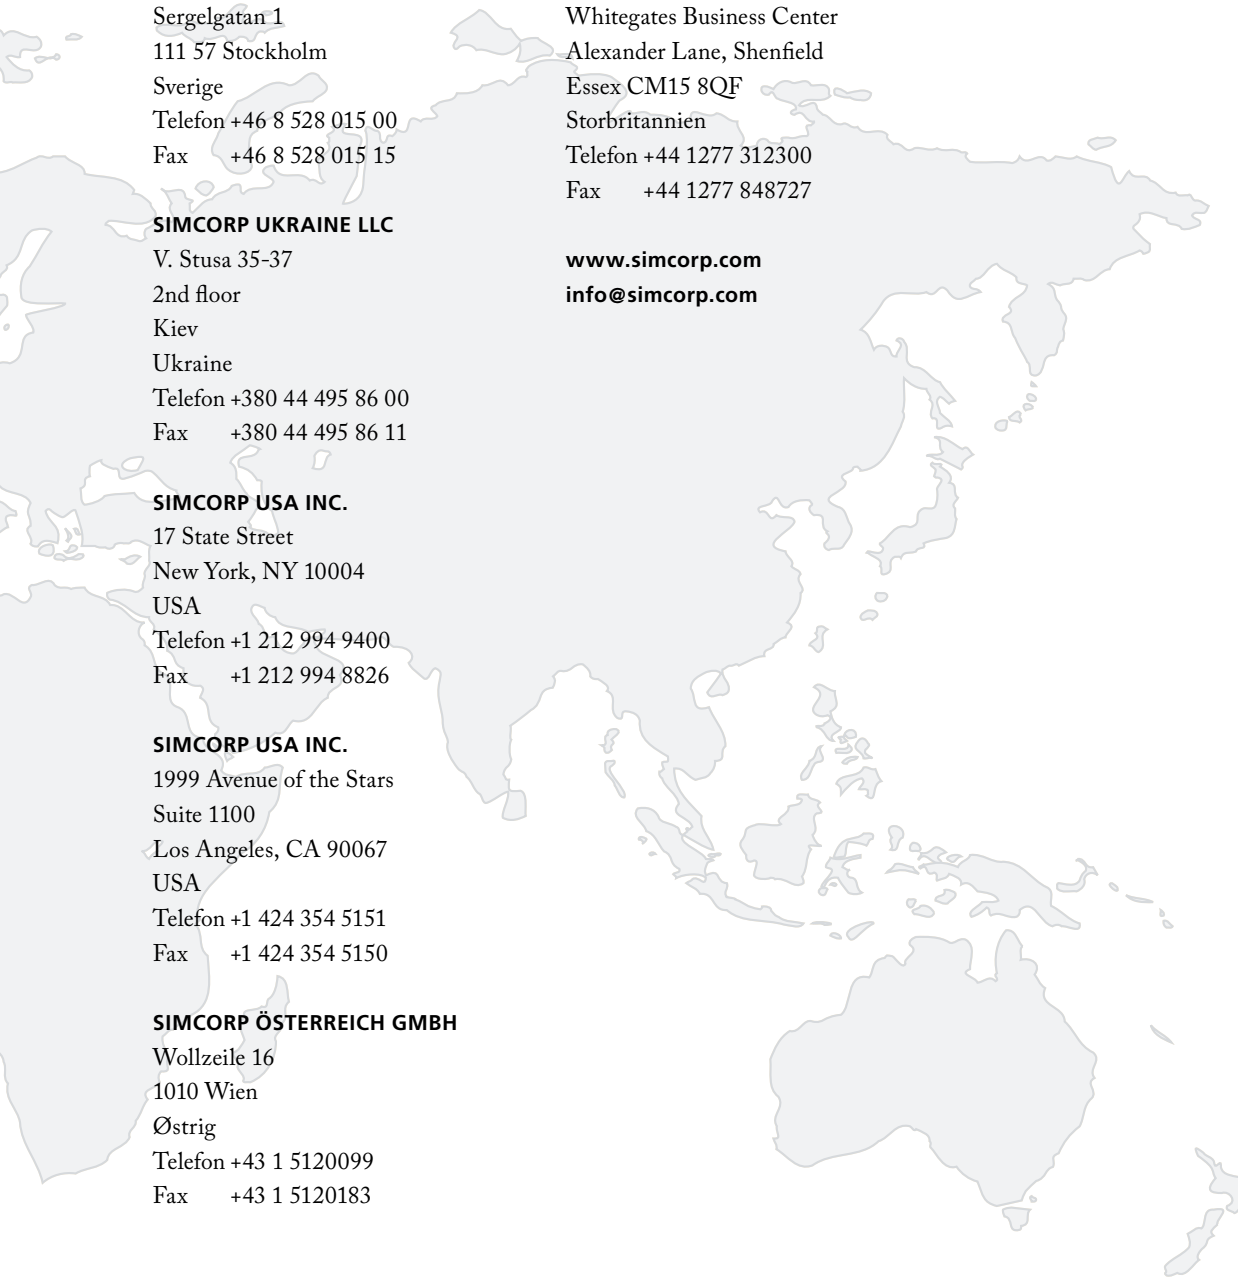 Sergelgatan 1
111 57 Stockholm
Sverige
Telefon +46 8 528 015 00
Fax +46 8 528 015 15
SIMCORP UKRAINE LLC
V. Stusa 35-37
2nd floor
Kiev
Ukraine
Telefon +380 44 495 86 00
Fax +380 44 495 86 11
SIMCORP USA INC.
17 State Street
New York, NY 10004
USA
Telefon +1 212 994 9400
Fax +1 212 994 8826
SIMCORP USA INC.
1999 Avenue of the Stars
Suite 1100
Los Angeles, CA 90067
USA
Telefon +1 424 354 5151
Fax +1 424 354 5150
SIMCORP ÖSTERREICH GMBH
Wollzeile 16
1010 Wien
Østrig
Telefon +43 1 5120099
Fax +43 1 5120183
Whitegates Business Center
Alexander Lane, Shenfield
Essex CM15 8QF
Storbritannien
Telefon +44 1277 312300
Fax +44 1277 848727
www.simcorp.com
info@simcorp.com